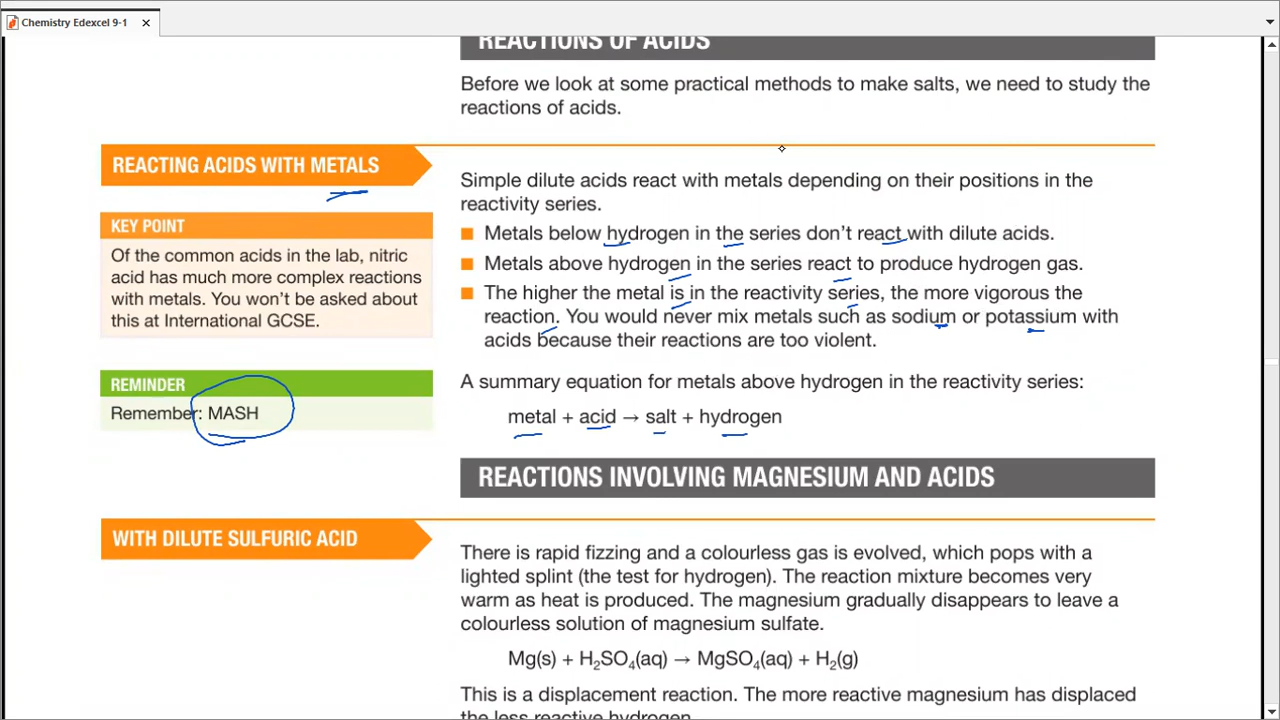 Chemistry Edexcel 9-1
REACTIONS OF ACIDS
Before we look at some practical methods to make salts, we need to study the
reactions of acids.
REACTING ACIDS WITH METALS
Simple dilute acids react with metals depending on their positions in the
reactivity series.
KEY POINT
Of the common acids in the lab, nitric
acid has much more complex reactions
with metals. You won't be asked about
this at International GCSE.
■ Metals below hydrogen in the series don't react with dilute acids.
■ Metals above hydrogen in the series react to produce hydrogen gas.
■ The higher the metal is in the reactivity series, the more vigorous the
reaction. You would never mix metals such as sodium or potassium with
acids because their reactions are too violent.
REMINDER
Remember: MASH
A summary equation for metals above hydrogen in the reactivity series:
metal + acid → salt + hydrogen
REACTIONS INVOLVING MAGNESIUM AND ACIDS
WITH DILUTE SULFURIC ACID
There is rapid fizzing and a colourless gas is evolved, which pops with a
lighted splint (the test for hydrogen). The reaction mixture becomes very
warm as heat is produced. The magnesium gradually disappears to leave a
colourless solution of magnesium sulfate.
Mg(s) + H₂SO₄(aq) → MgSO₄(aq) + H₂(g)
This is a displacement reaction. The more reactive magnesium has displaced
the less reactive hydrogen.